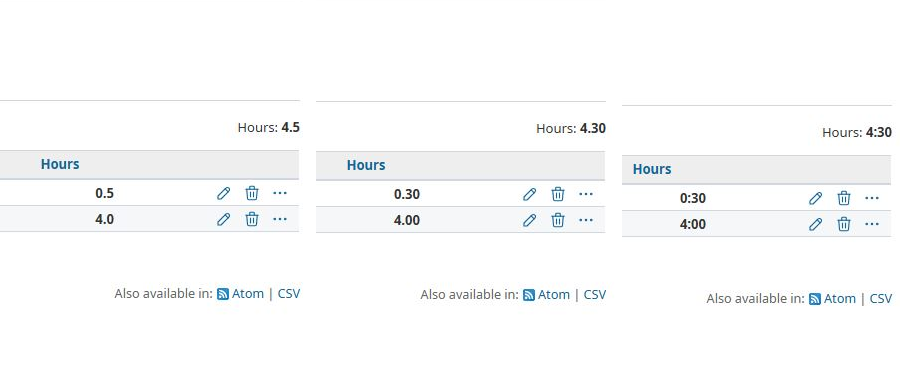 Hours: 4.5
Hours
0.5
4.0
Also available in: Atom | CSV
Hours: 4.30
Hours
0.30
4.00
Also available in: Atom | CSV
Hours: 4:30
Hours
0:30
4:00
Also available in: Atom | CSV